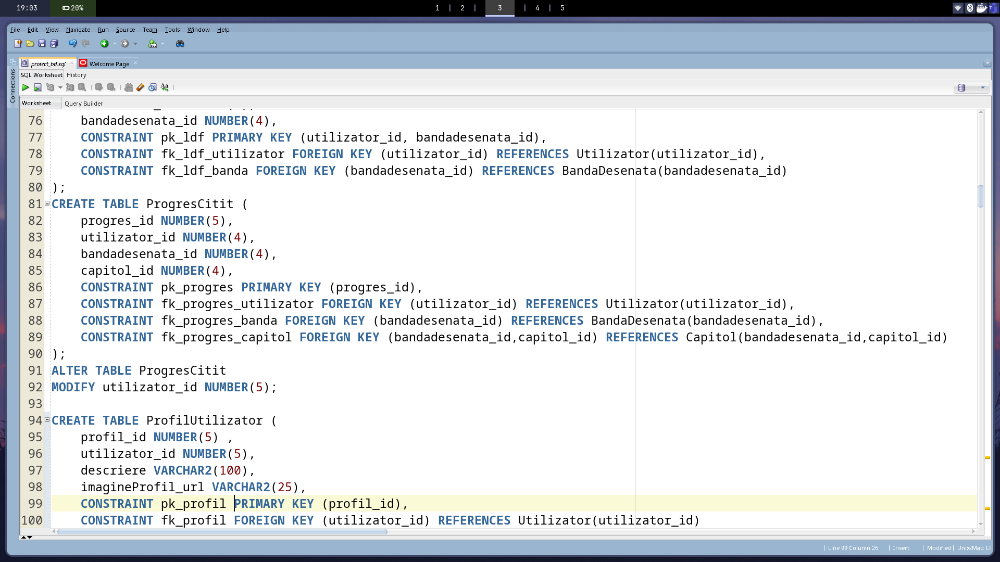 19:03 20% 1 | 2 | 3 | 4 | 5
File Edit View Navigate Run Source Team Tools Window Help
project_bd.sql Welcome Page
Connections
SQL Worksheet History
Worksheet Query Builder
76 bandadesenata_id NUMBER(4),
77 CONSTRAINT pk_ldf PRIMARY KEY (utilizator_id, bandadesenata_id),
78 CONSTRAINT fk_ldf_utilizator FOREIGN KEY (utilizator_id) REFERENCES Utilizator(utilizator_id),
79 CONSTRAINT fk_ldf_banda FOREIGN KEY (bandadesenata_id) REFERENCES BandaDesenata(bandadesenata_id)
80 );
81 CREATE TABLE ProgresCitit (
82 progres_id NUMBER(5),
83 utilizator_id NUMBER(4),
84 bandadesenata_id NUMBER(4),
85 capitol_id NUMBER(4),
86 CONSTRAINT pk_progres PRIMARY KEY (progres_id),
87 CONSTRAINT fk_progres_utilizator FOREIGN KEY (utilizator_id) REFERENCES Utilizator(utilizator_id),
88 CONSTRAINT fk_progres_banda FOREIGN KEY (bandadesenata_id) REFERENCES BandaDesenata(bandadesenata_id),
89 CONSTRAINT fk_progres_capitol FOREIGN KEY (bandadesenata_id,capitol_id) REFERENCES Capitol(bandadesenata_id,capitol_id)
90 );
91 ALTER TABLE ProgresCitit
92 MODIFY utilizator_id NUMBER(5);
93
94 CREATE TABLE ProfilUtilizator (
95 profil_id NUMBER(5) ,
96 utilizator_id NUMBER(5),
97 descriere VARCHAR2(100),
98 imagineProfil_url VARCHAR2(25),
99 CONSTRAINT pk_profil PRIMARY KEY (profil_id),
100 CONSTRAINT fk_profil FOREIGN KEY (utilizator_id) REFERENCES Utilizator(utilizator_id)
| Line 99 Column 26 | Insert | Modified | Unix/Mac: LF